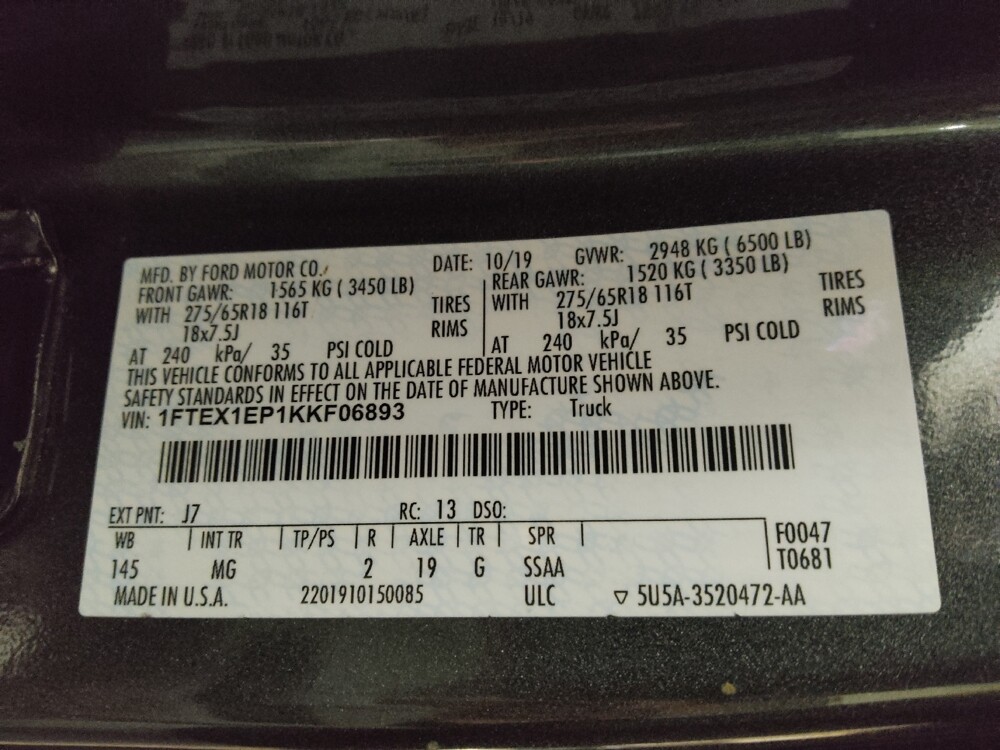 MFD. BY FORD MOTOR CO. DATE: 10/19 GVWR: 2948 KG ( 6500 LB)
FRONT GAWR: 1565 KG ( 3450 LB) REAR GAWR: 1520 KG ( 3350 LB)
WITH 275/65R18 116T TIRES WITH 275/65R18 116T TIRES
18x7.5J RIMS 18x7.5J RIMS
AT 240 kPa/ 35 PSI COLD AT 240 kPa/ 35 PSI COLD
THIS VEHICLE CONFORMS TO ALL APPLICABLE FEDERAL MOTOR VEHICLE
SAFETY STANDARDS IN EFFECT ON THE DATE OF MANUFACTURE SHOWN ABOVE.
VIN: 1FTEX1EP1KKF06893 TYPE: Truck
EXT PNT: J7 RC: 13 DSO:
WB INT TR TP/PS R AXLE TR SPR F0047
145 MG 2 19 G SSAA T0681
MADE IN U.S.A. 2201910150085 ULC ▽ 5U5A-3520472-AA